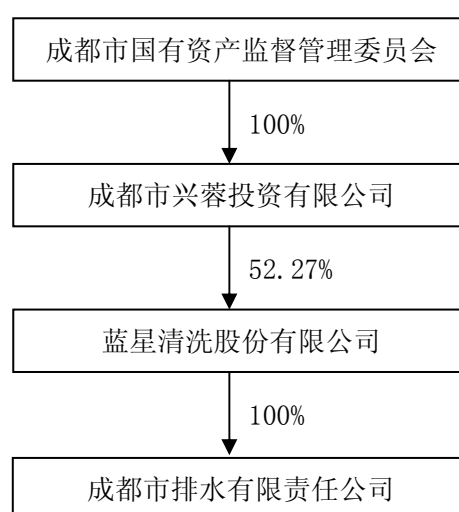 成都市国有资产监督管理委员会
100%
成都市兴蓉投资有限公司
52.27%
蓝星清洗股份有限公司
100%
成都市排水有限责任公司